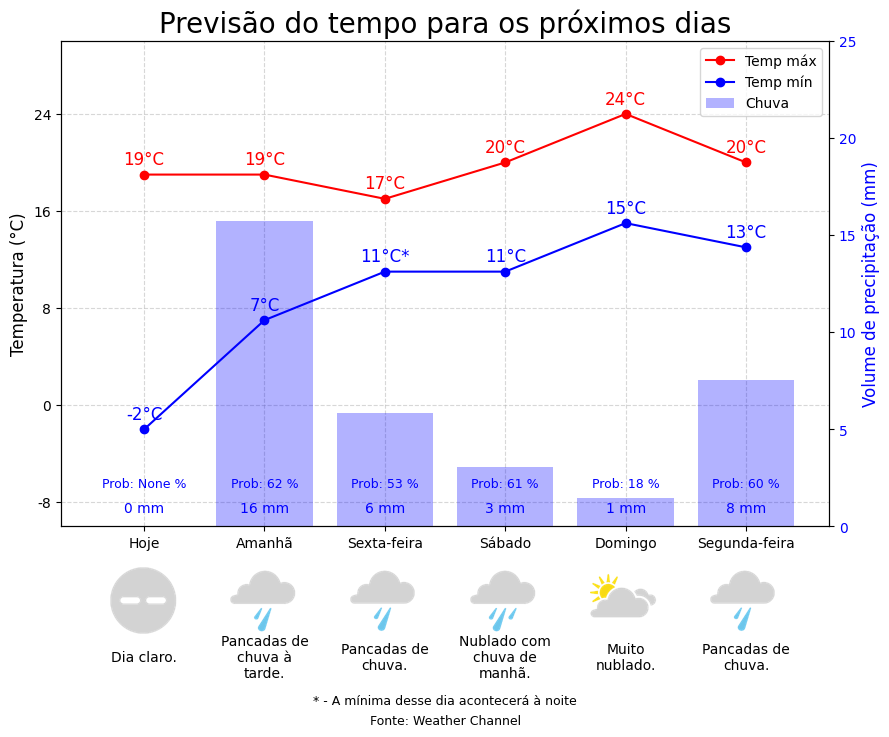 Previsão do tempo para os próximos dias
Temp máx
Temp mín
Chuva
Temperatura (°C)
24
16
8
0
-8
Volume de precipitação (mm)
25
20
15
10
5
0
19°C
19°C
17°C
20°C
24°C
20°C
-2°C
7°C
11°C*
11°C
15°C
13°C
Prob: None %
Prob: 62 %
Prob: 53 %
Prob: 61 %
Prob: 18 %
Prob: 60 %
0 mm
16 mm
6 mm
3 mm
1 mm
8 mm
Hoje
Amanhã
Sexta-feira
Sábado
Domingo
Segunda-feira
Dia claro.
Pancadas de
chuva à
tarde.
Pancadas de
chuva.
Nublado com
chuva de
manhã.
Muito
nublado.
Pancadas de
chuva.
* - A mínima desse dia acontecerá à noite
Fonte: Weather Channel